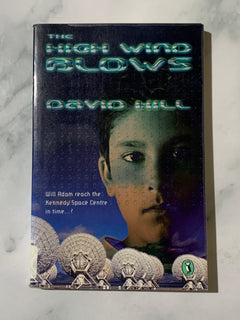 THE
HIGH WIND
BLOWS
DAVID HILL
Will Adam reach the
Kennedy Space Centre
in time...?